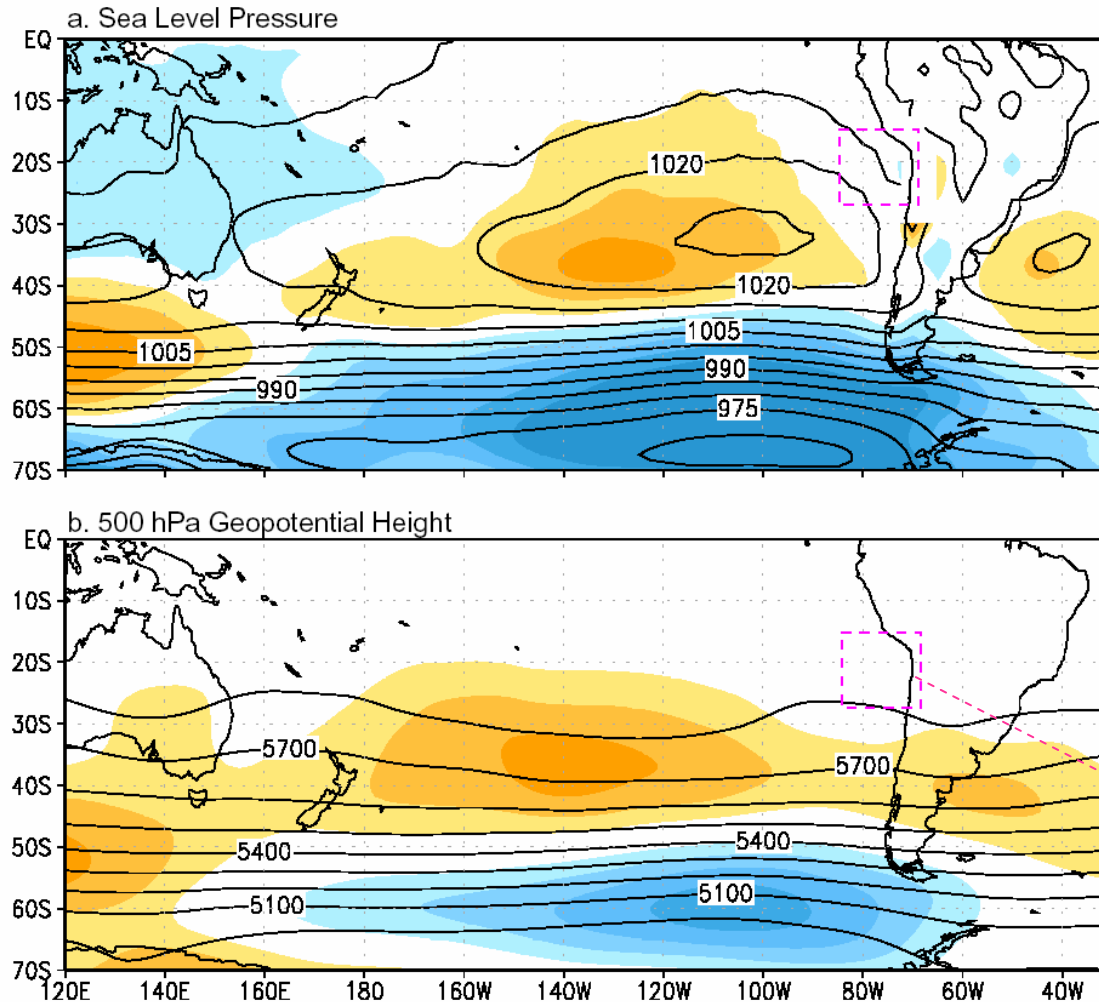 a. Sea Level Pressure
EQ
10S
20S
1020
30S
40S
1020
50S
1005
1005
60S
990
990
975
70S
b. 500 hPa Geopotential Height
EQ
10S
20S
30S
5700
5700
40S
50S
5400
5400
60S
5100
5100
70S
120E 140E 160E 180 160W 140W 120W 100W 80W 60W 40W